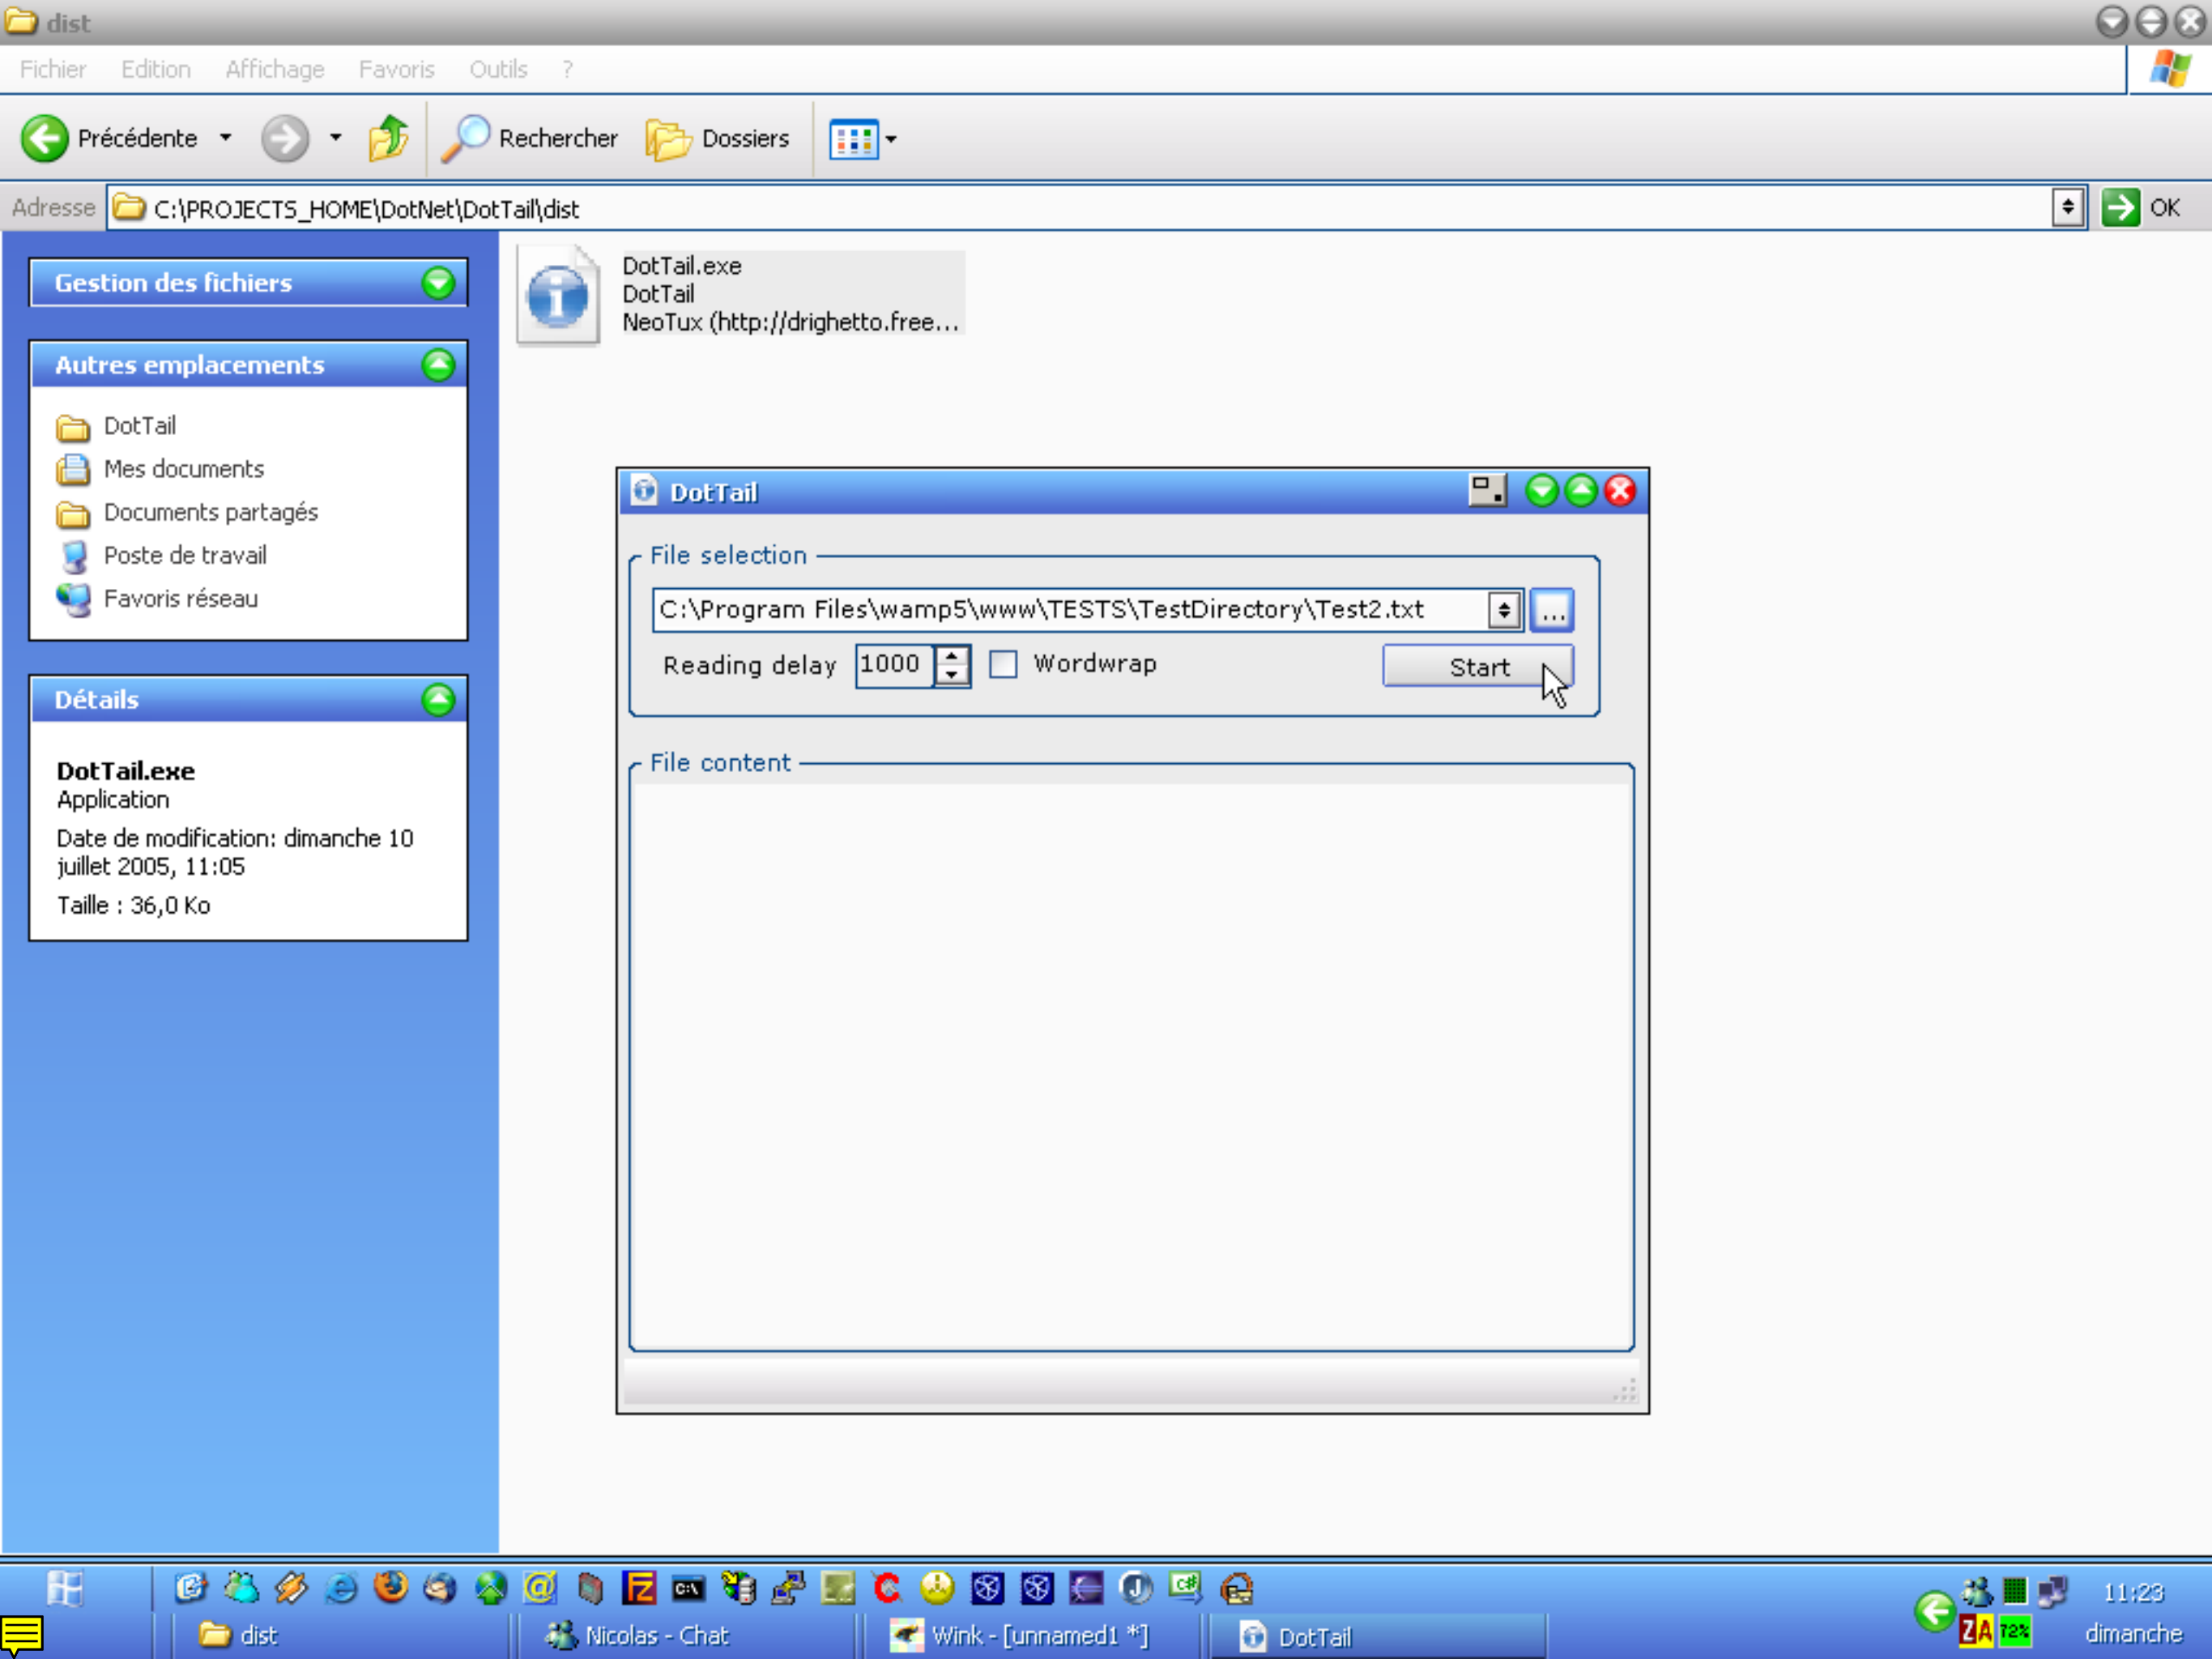 dist
Fichier Edition Affichage Favoris Outils ?
Précédente Rechercher Dossiers
Adresse C:\PROJECTS_HOME\DotNet\DotTail\dist OK
Gestion des fichiers
Autres emplacements
DotTail
Mes documents
Documents partagés
Poste de travail
Favoris réseau
Détails
DotTail.exe
Application
Date de modification: dimanche 10
juillet 2005, 11:05
Taille : 36,0 Ko
DotTail.exe
DotTail
NeoTux (http://drighetto.free...
DotTail
File selection
C:\Program Files\wamp5\www\TESTS\TestDirectory\Test2.txt ...
Reading delay 1000 Wordwrap Start
File content
11:23
dist Nicolas - Chat Wink - [unnamed1 *] DotTail ZA 72% dimanche